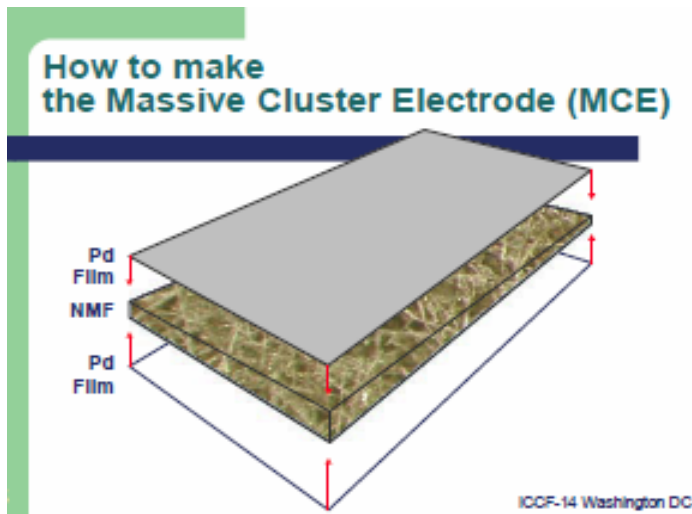 How to make
the Massive Cluster Electrode (MCE)
Pd
Film
NMF
Pd
Film
ICCF-14 Washington DC